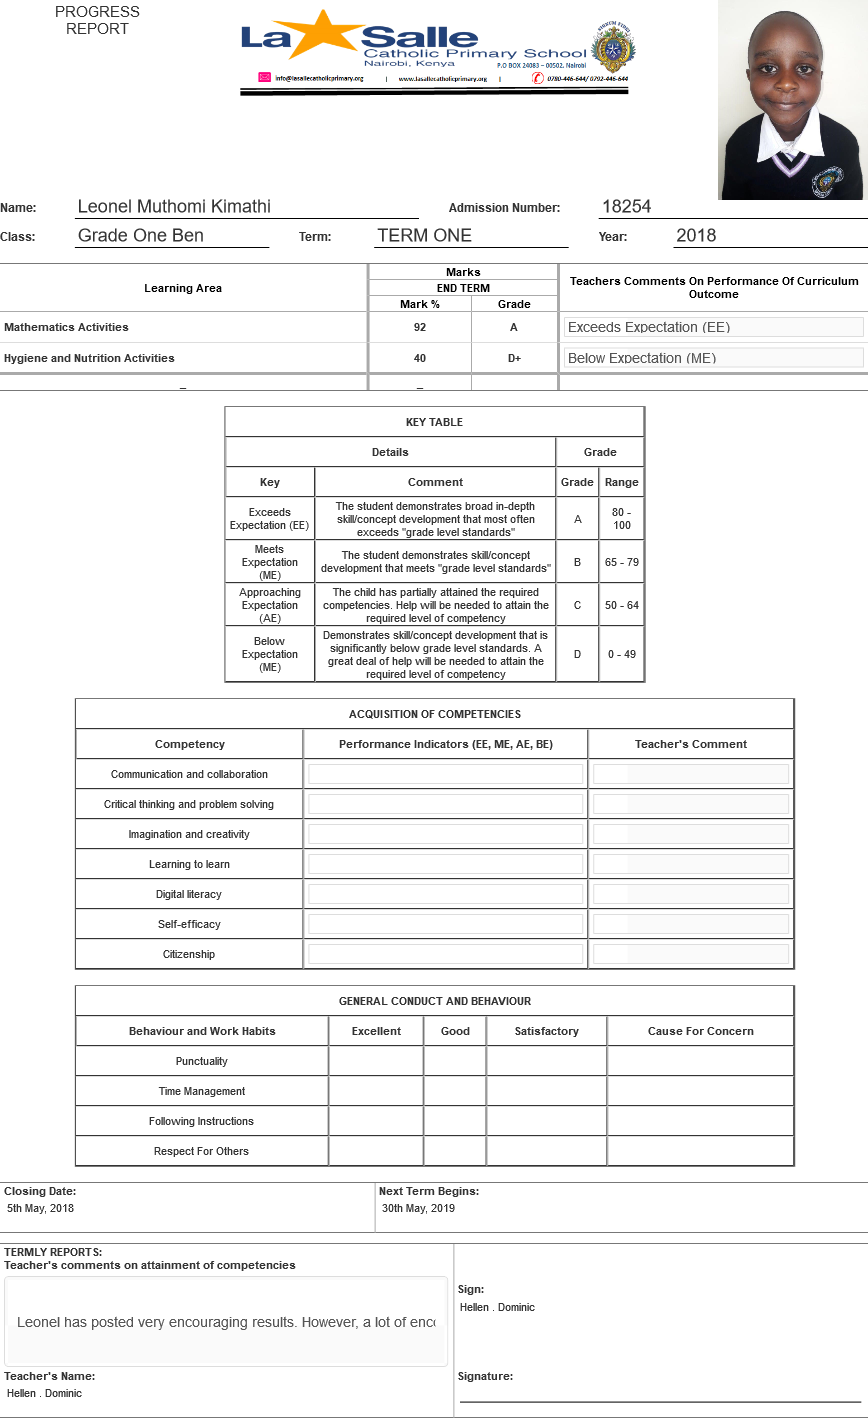 PROGRESS
REPORT
La Salle
Catholic Primary School
Nairobi, Kenya
P.O BOX 24083 – 00502, Nairobi
info@lasallecatholicprimary.org | www.lasallecatholicprimary.org | 0780-446-644/ 0792-446-644
Name: Leonel Muthomi Kimathi Admission Number: 18254
Class: Grade One Ben Term: TERM ONE Year: 2018
Learning Area Marks Teachers Comments On Performance Of Curriculum Outcome
END TERM
Mark % Grade
Mathematics Activities 92 A Exceeds Expectation (EE)
Hygiene and Nutrition Activities 40 D+ Below Expectation (ME)
_ _
KEY TABLE
Details Grade
Key Comment Grade Range
Exceeds Expectation (EE) The student demonstrates broad in-depth skill/concept development that most often exceeds "grade level standards" A 80 - 100
Meets Expectation (ME) The student demonstrates skill/concept development that meets "grade level standards" B 65 - 79
Approaching Expectation (AE) The child has partially attained the required competencies. Help will be needed to attain the required level of competency C 50 - 64
Below Expectation (ME) Demonstrates skill/concept development that is significantly below grade level standards. A great deal of help will be needed to attain the required level of competency D 0 - 49
ACQUISITION OF COMPETENCIES
Competency Performance Indicators (EE, ME, AE, BE) Teacher's Comment
Communication and collaboration
Critical thinking and problem solving
Imagination and creativity
Learning to learn
Digital literacy
Self-efficacy
Citizenship
GENERAL CONDUCT AND BEHAVIOUR
Behaviour and Work Habits Excellent Good Satisfactory Cause For Concern
Punctuality
Time Management
Following Instructions
Respect For Others
Closing Date: Next Term Begins:
5th May, 2018 30th May, 2019
TERMLY REPORTS:
Teacher's comments on attainment of competencies
Sign:
Hellen . Dominic
Leonel has posted very encouraging results. However, a lot of
Teacher's Name: Signature:
Hellen . Dominic